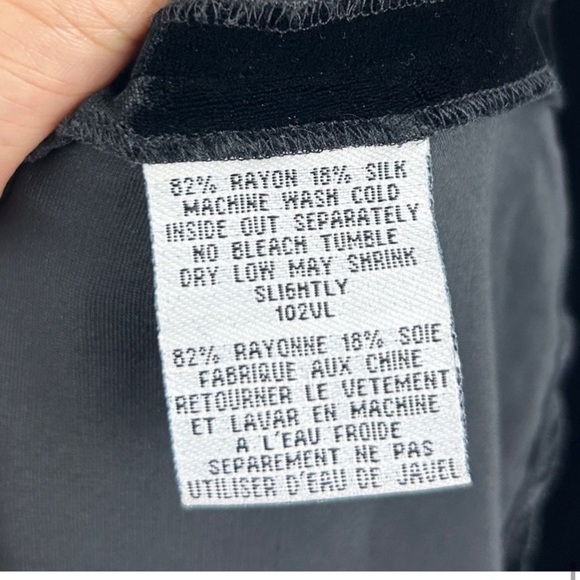 82% RAYON 18% SILK
MACHINE WASH COLD
INSIDE OUT SEPARATELY
NO BLEACH TUMBLE
DRY LOW MAY SHRINK
SLIGHTLY
102VL
82% RAYONNE 18% SOIE
FABRIQUE AUX CHINE
RETOURNER LE VETEMENT
ET LAVAR EN MACHINE
A L'EAU FROIDE
SEPAREMENT NE PAS
UTILISER D'EAU DE JAVEL